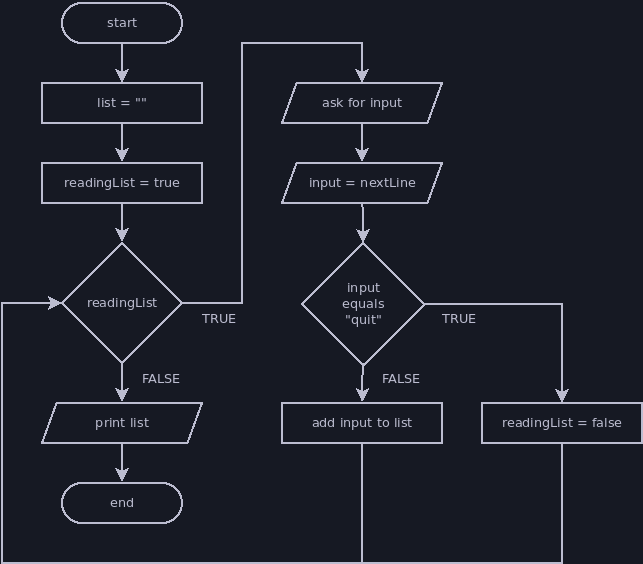 start
list = ""
readingList = true
readingList
TRUE
FALSE
print list
end
ask for input
input = nextLine
input
equals
"quit"
TRUE
FALSE
add input to list
readingList = false